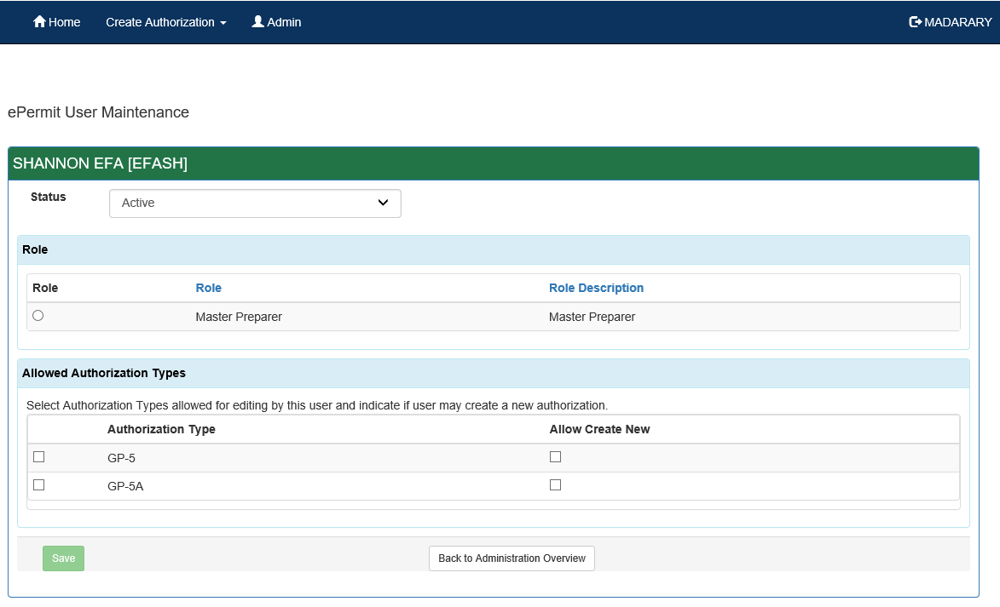 Home Create Authorization Admin MADARARY
ePermit User Maintenance
SHANNON EFA [EFASH]
Status Active
Role
Role Role Role Description
Master Preparer Master Preparer
Allowed Authorization Types
Select Authorization Types allowed for editing by this user and indicate if user may create a new authorization.
Authorization Type Allow Create New
GP-5
GP-5A
Save Back to Administration Overview